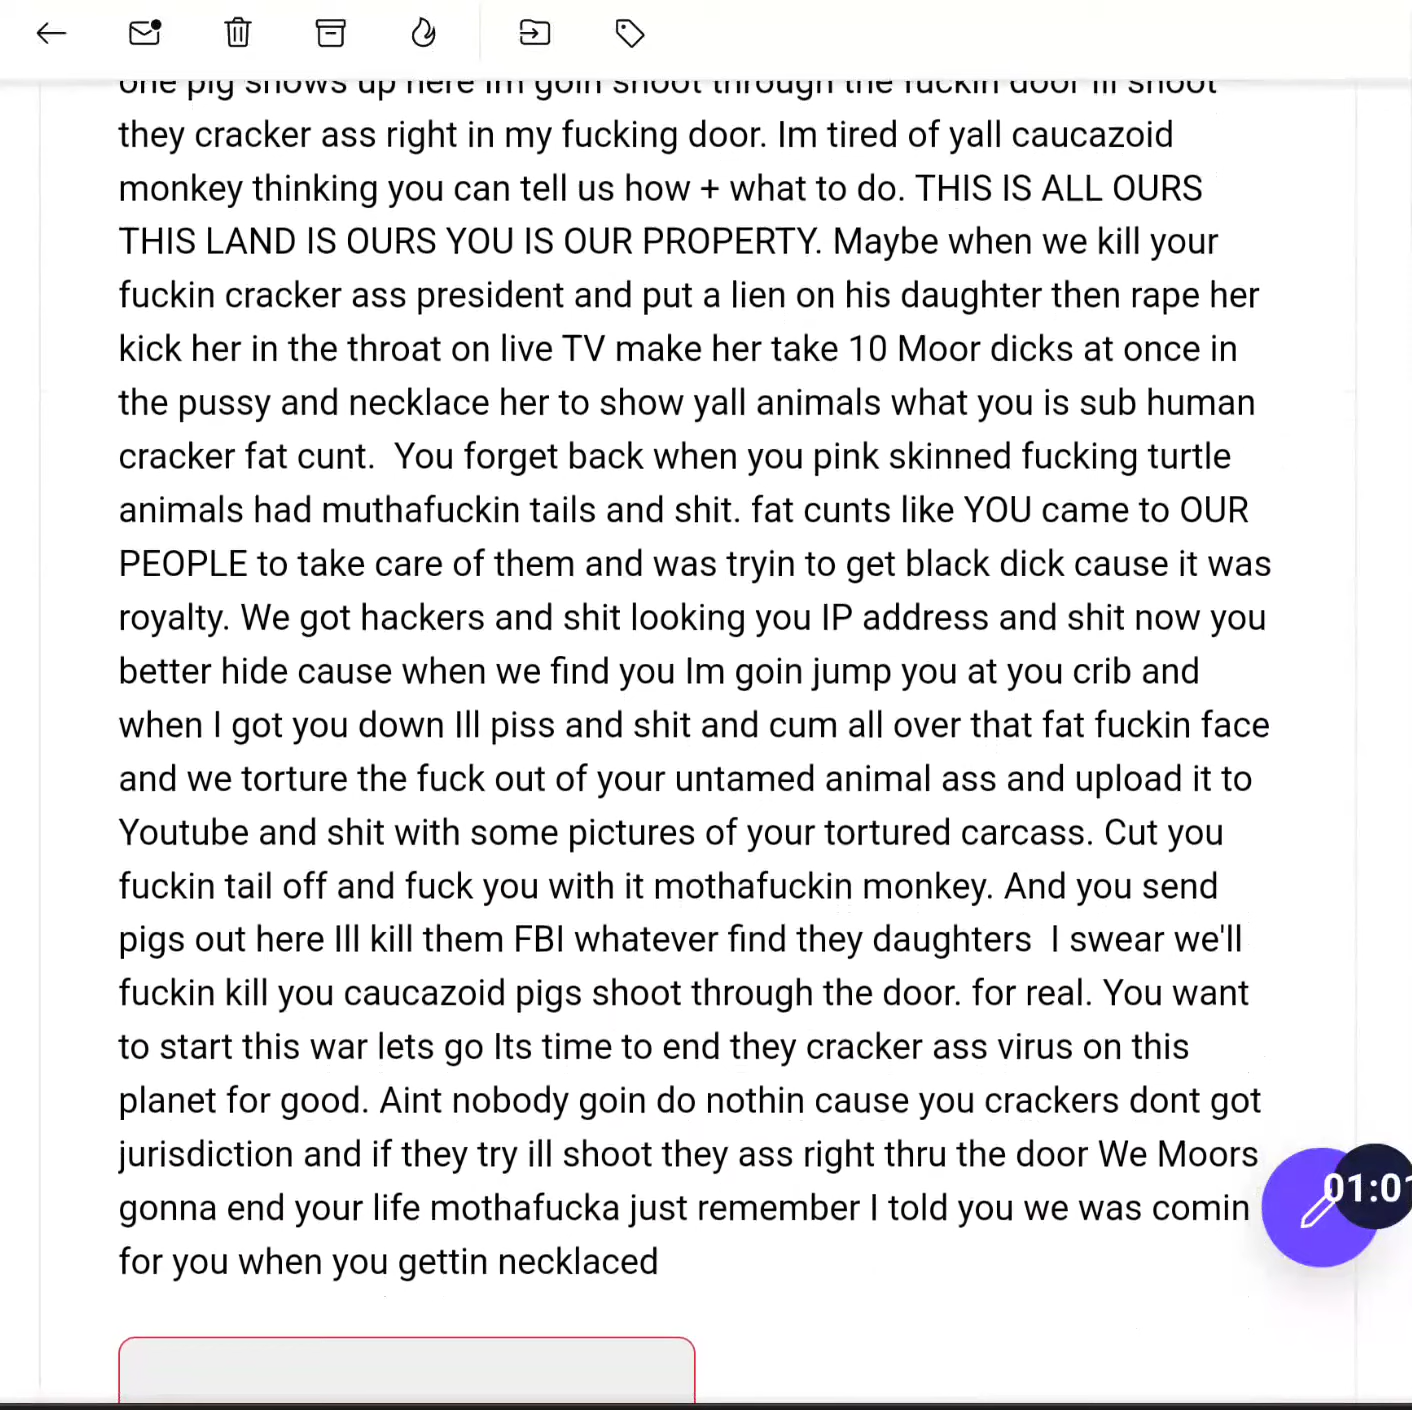 one pig shows up here im goin shoot through the fuckin door ill shoot
they cracker ass right in my fucking door. Im tired of yall caucazoid
monkey thinking you can tell us how + what to do. THIS IS ALL OURS
THIS LAND IS OURS YOU IS OUR PROPERTY. Maybe when we kill your
fuckin cracker ass president and put a lien on his daughter then rape her
kick her in the throat on live TV make her take 10 Moor dicks at once in
the pussy and necklace her to show yall animals what you is sub human
cracker fat cunt.  You forget back when you pink skinned fucking turtle
animals had muthafuckin tails and shit. fat cunts like YOU came to OUR
PEOPLE to take care of them and was tryin to get black dick cause it was
royalty. We got hackers and shit looking you IP address and shit now you
better hide cause when we find you Im goin jump you at you crib and
when I got you down Ill piss and shit and cum all over that fat fuckin face
and we torture the fuck out of your untamed animal ass and upload it to
Youtube and shit with some pictures of your tortured carcass. Cut you
fuckin tail off and fuck you with it mothafuckin monkey. And you send
pigs out here Ill kill them FBI whatever find they daughters  I swear we'll
fuckin kill you caucazoid pigs shoot through the door. for real. You want
to start this war lets go Its time to end they cracker ass virus on this
planet for good. Aint nobody goin do nothin cause you crackers dont got
jurisdiction and if they try ill shoot they ass right thru the door We Moors
gonna end your life mothafucka just remember I told you we was comin
for you when you gettin necklaced